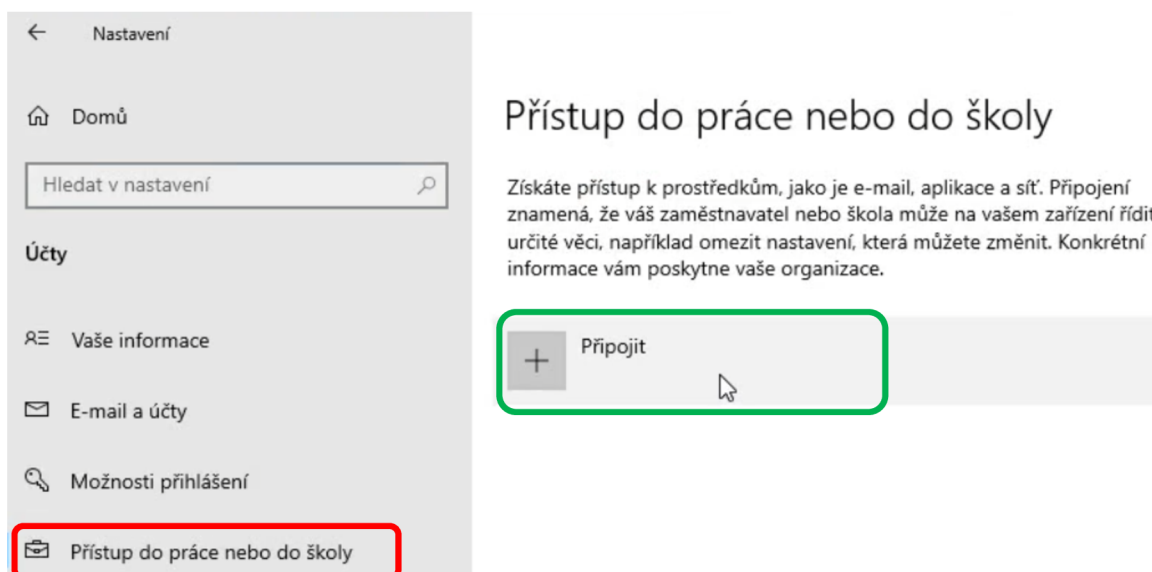 Nastavení
Domů
Hledat v nastavení
Účty
Vaše informace
E-mail a účty
Možnosti přihlášení
Přístup do práce nebo do školy
Přístup do práce nebo do školy
Získáte přístup k prostředkům, jako je e-mail, aplikace a síť. Připojení
znamená, že váš zaměstnavatel nebo škola může na vašem zařízení řídit
určité věci, například omezit nastavení, která můžete změnit. Konkrétní
informace vám poskytne vaše organizace.
Připojit